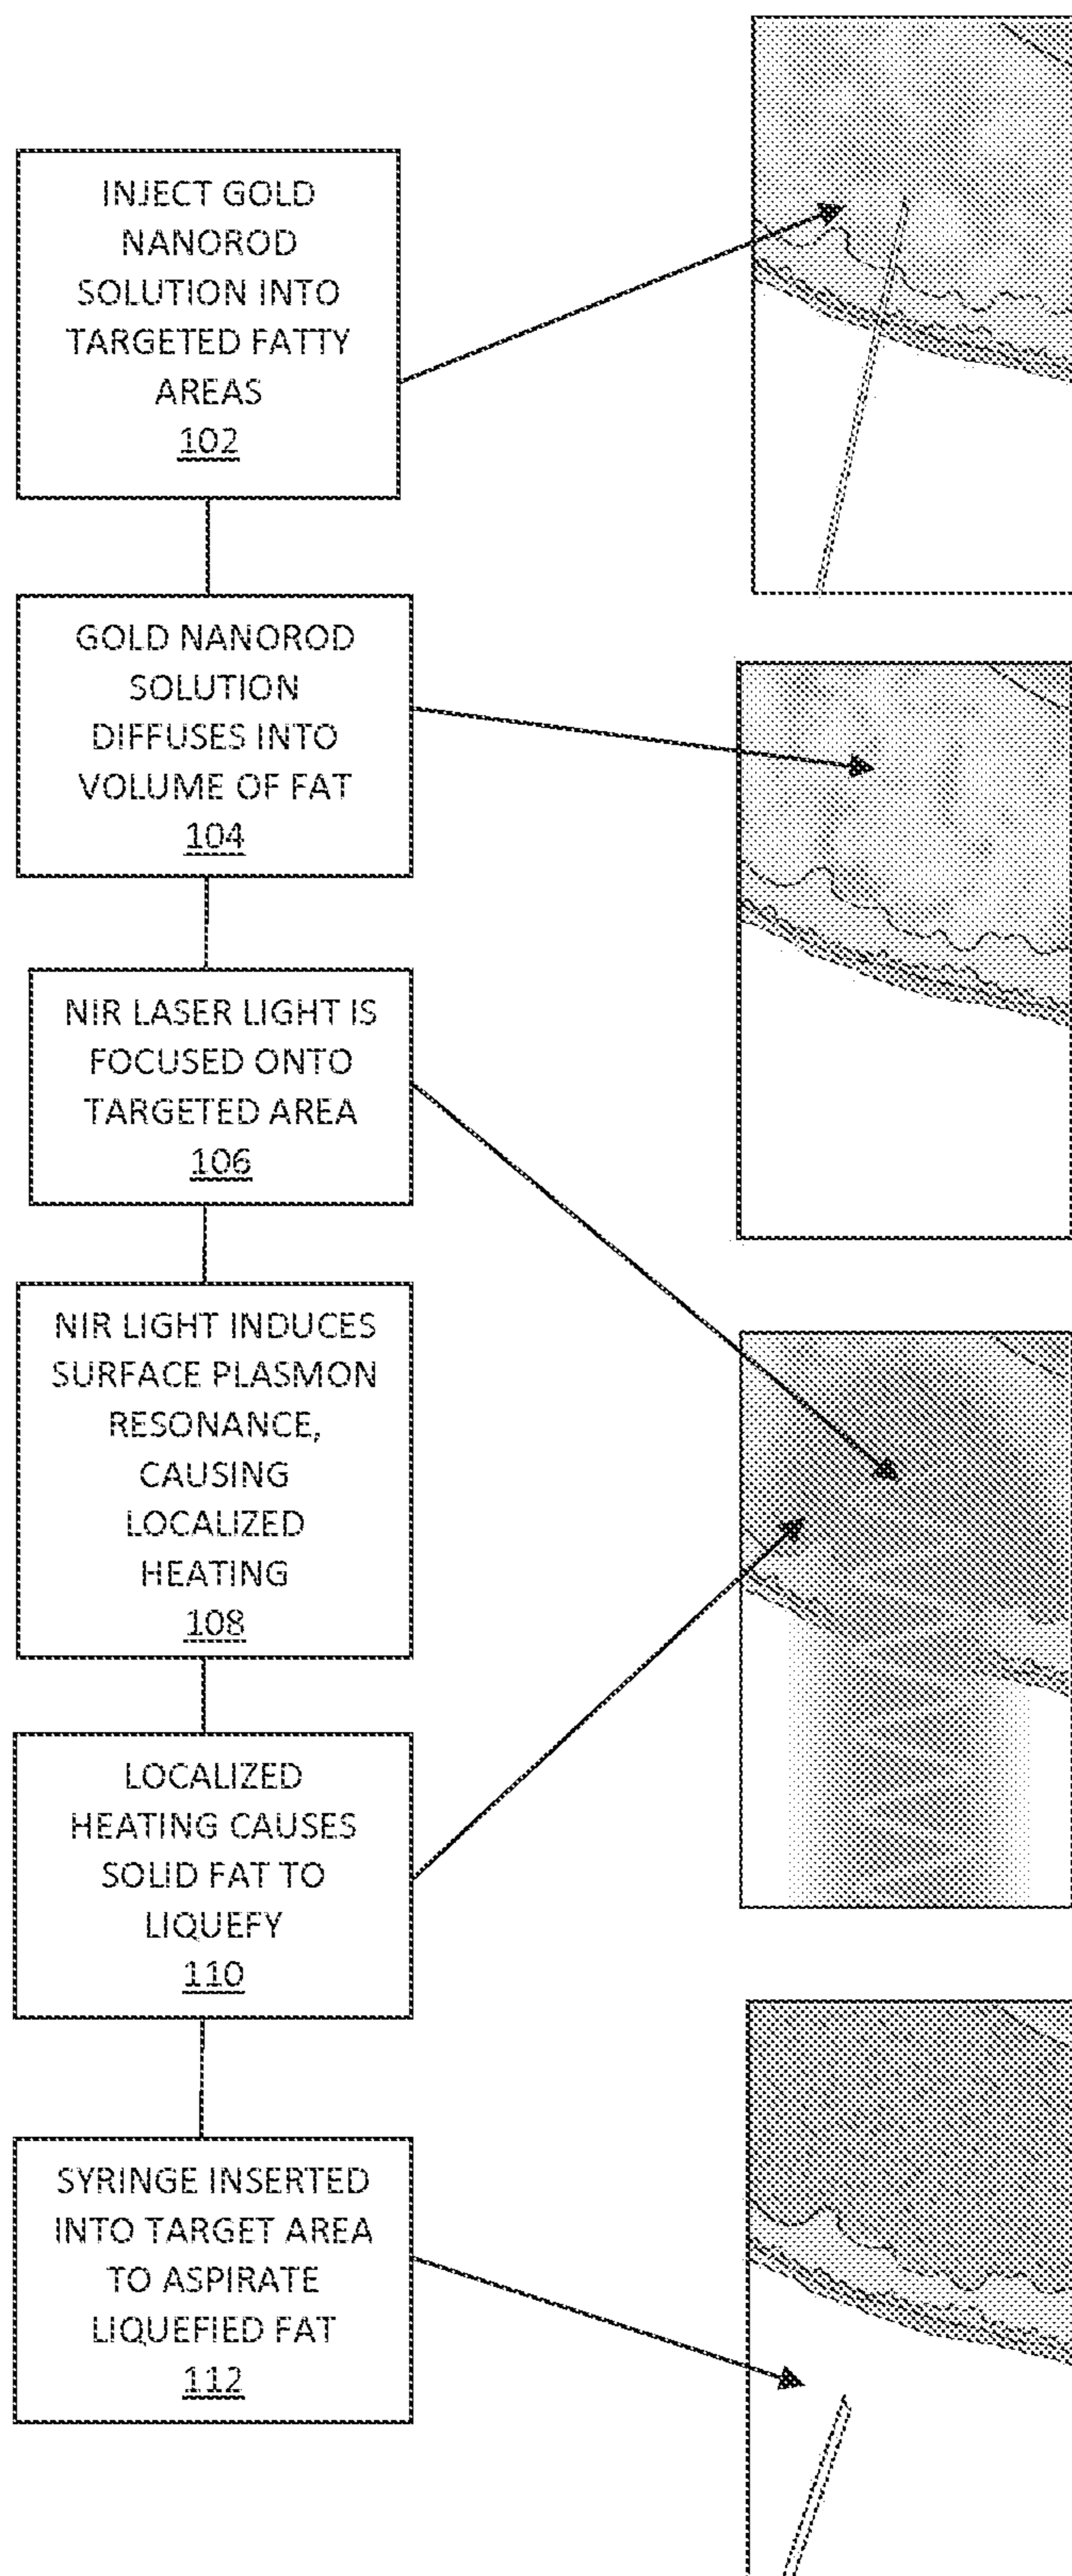 INJECT GOLD
NANOROD
SOLUTION INTO
TARGETED FATTY
AREAS
102
GOLD NANOROD
SOLUTION
DIFFUSES INTO
VOLUME OF FAT
104
NIR LASER LIGHT IS
FOCUSED ONTO
TARGETED AREA
106
NIR LIGHT INDUCES
SURFACE PLASMON
RESONANCE,
CAUSING
LOCALIZED
HEATING
108
LOCALIZED
HEATING CAUSES
SOLID FAT TO
LIQUEFY
110
SYRINGE INSERTED
INTO TARGET AREA
TO ASPIRATE
LIQUEFIED FAT
112